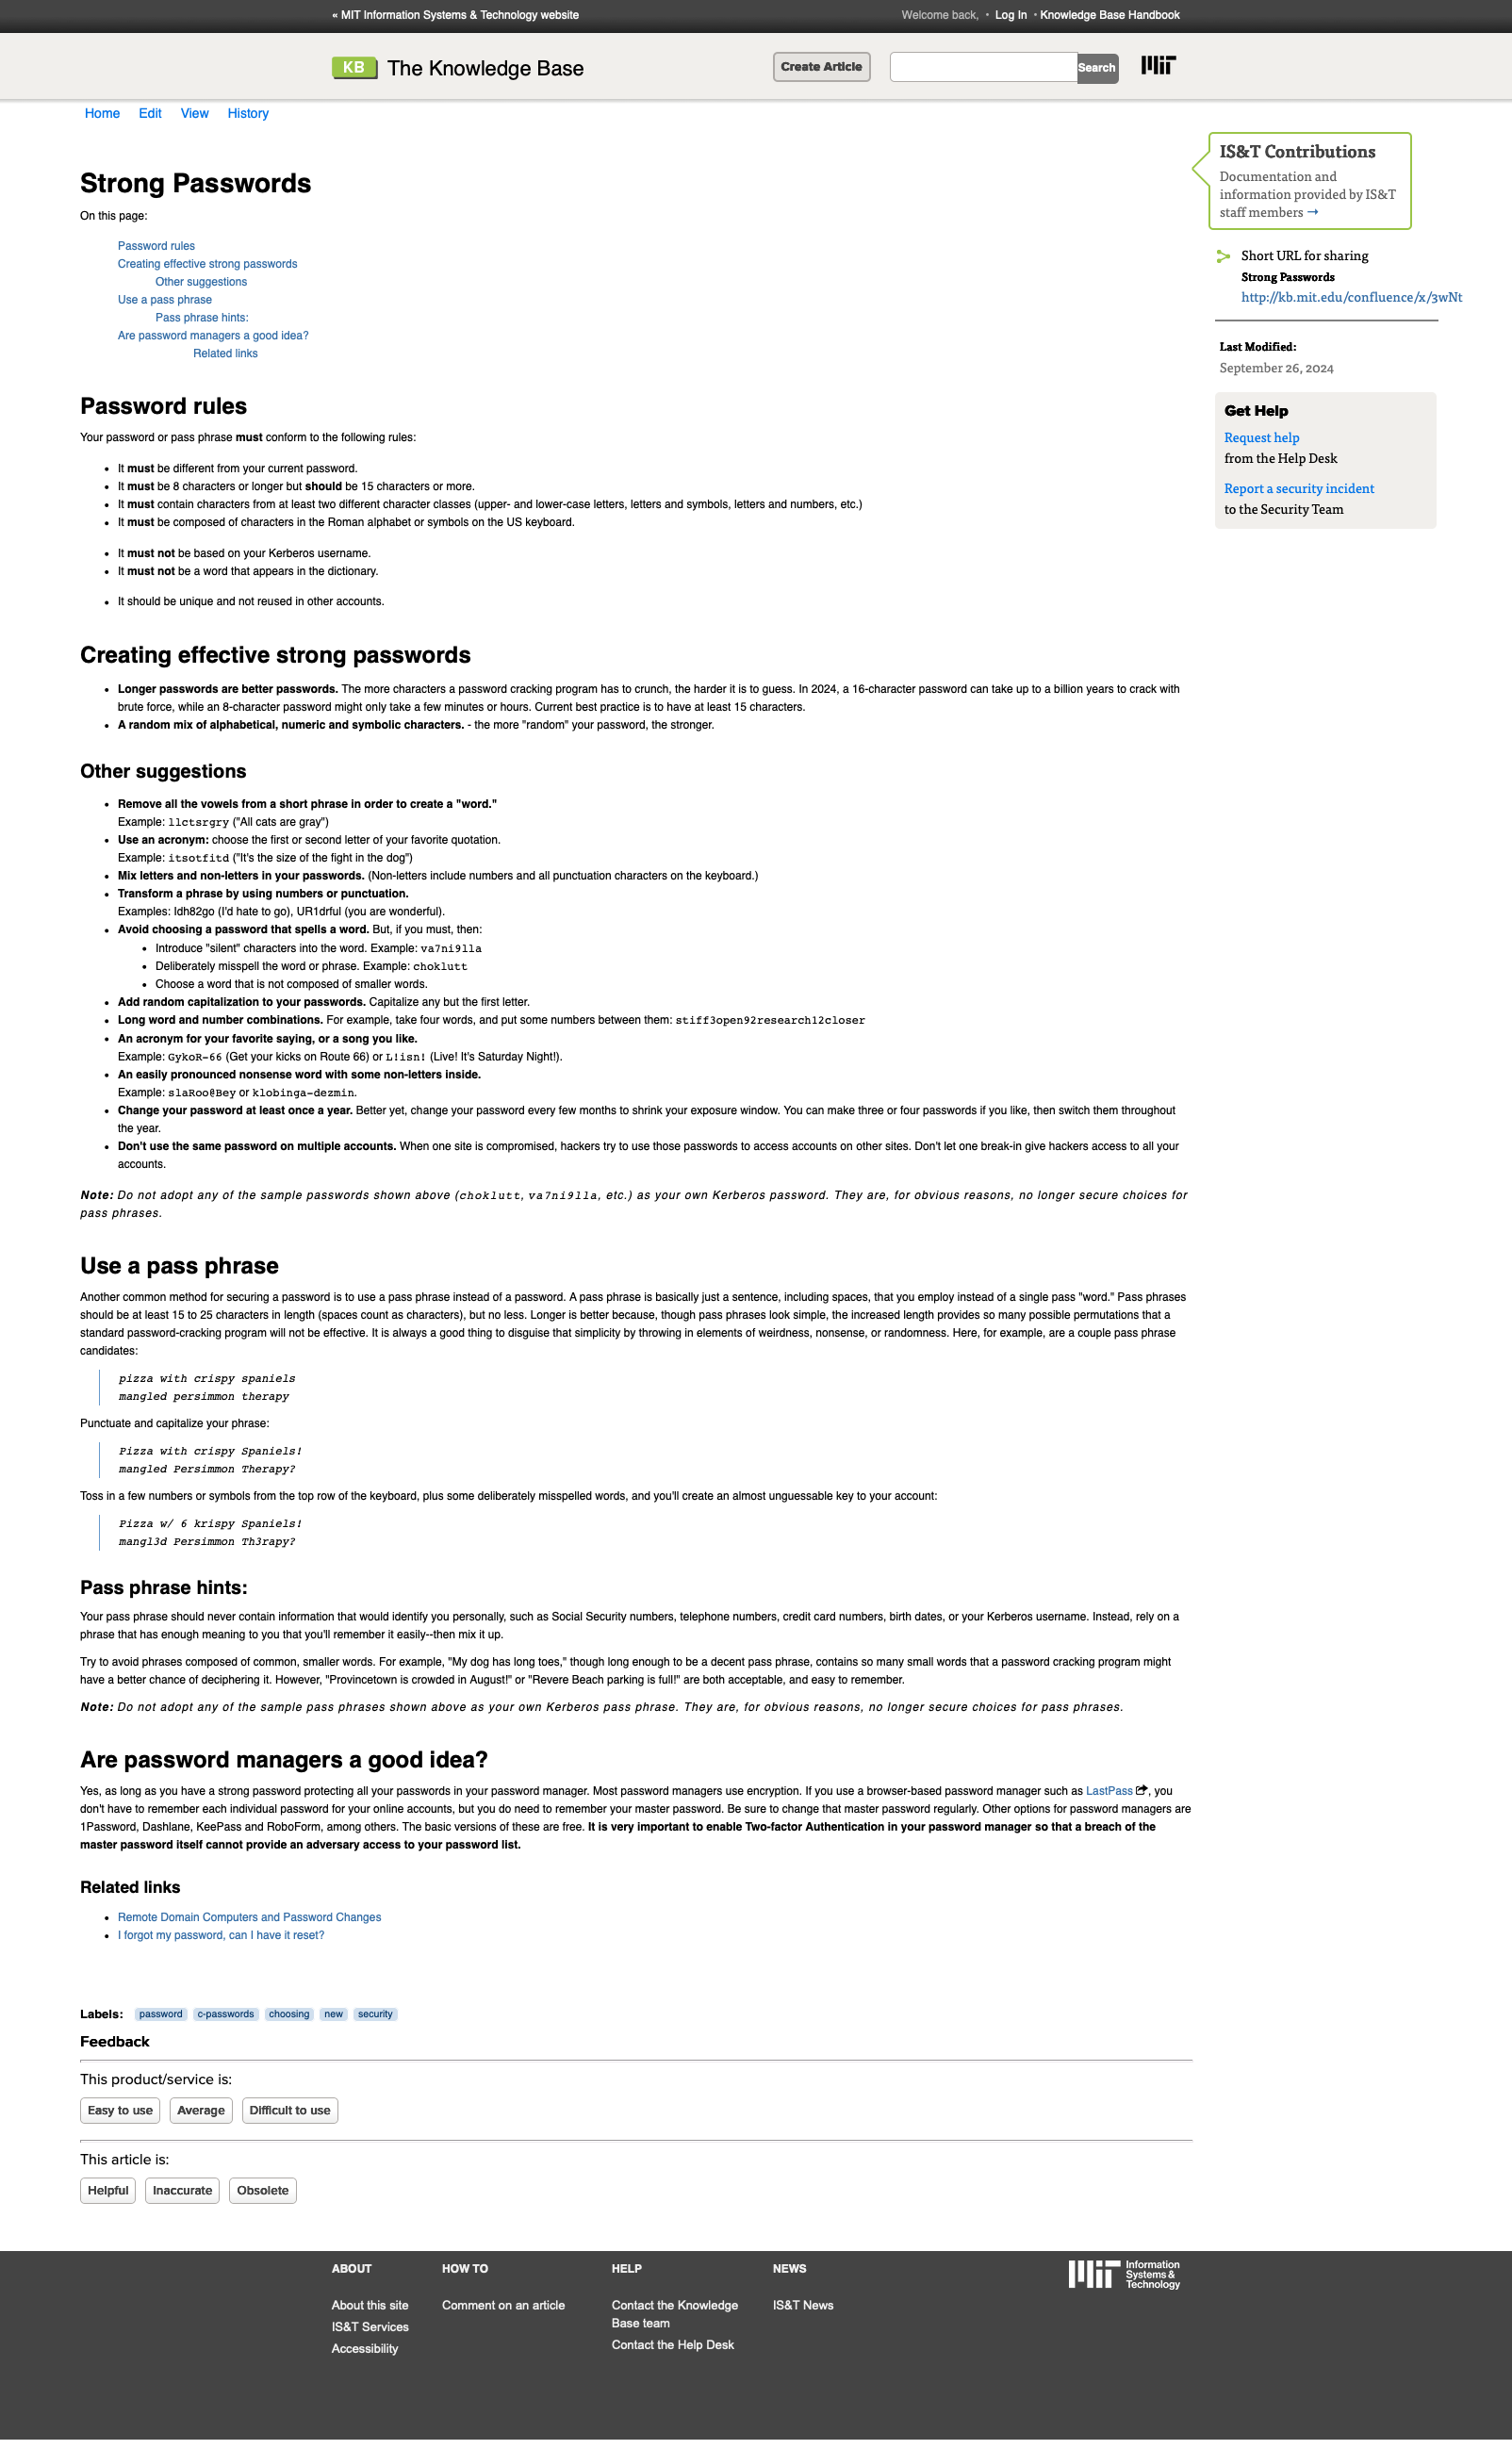 « MIT Information Systems & Technology website
Welcome back, • Log In • Knowledge Base Handbook
KB The Knowledge Base
Create Article
Search
MIT
Home Edit View History
Strong Passwords
On this page:
Password rules
Creating effective strong passwords
Other suggestions
Use a pass phrase
Pass phrase hints:
Are password managers a good idea?
Related links
IS&T Contributions
Documentation and
information provided by IS&T
staff members →
Short URL for sharing
Strong Passwords
http://kb.mit.edu/confluence/x/3wNt
Last Modified:
September 26, 2024
Get Help
Request help
from the Help Desk
Report a security incident
to the Security Team
Password rules
Your password or pass phrase must conform to the following rules:
• It must be different from your current password.
• It must be 8 characters or longer but should be 15 characters or more.
• It must contain characters from at least two different character classes (upper- and lower-case letters, letters and symbols, letters and numbers, etc.)
• It must be composed of characters in the Roman alphabet or symbols on the US keyboard.
• It must not be based on your Kerberos username.
• It must not be a word that appears in the dictionary.
• It should be unique and not reused in other accounts.
Creating effective strong passwords
• Longer passwords are better passwords. The more characters a password cracking program has to crunch, the harder it is to guess. In 2024, a 16-character password can take up to a billion years to crack with
brute force, while an 8-character password might only take a few minutes or hours. Current best practice is to have at least 15 characters.
• A random mix of alphabetical, numeric and symbolic characters. - the more "random" your password, the stronger.
Other suggestions
• Remove all the vowels from a short phrase in order to create a "word."
Example: llctsrgry ("All cats are gray")
• Use an acronym: choose the first or second letter of your favorite quotation.
Example: itsotfitd ("It's the size of the fight in the dog")
• Mix letters and non-letters in your passwords. (Non-letters include numbers and all punctuation characters on the keyboard.)
• Transform a phrase by using numbers or punctuation.
Examples: Idh82go (I'd hate to go), UR1drful (you are wonderful).
• Avoid choosing a password that spells a word. But, if you must, then:
• Introduce "silent" characters into the word. Example: va7ni9lla
• Deliberately misspell the word or phrase. Example: choklutt
• Choose a word that is not composed of smaller words.
• Add random capitalization to your passwords. Capitalize any but the first letter.
• Long word and number combinations. For example, take four words, and put some numbers between them: stiff3open92research12closer
• An acronym for your favorite saying, or a song you like.
Example: GykoR-66 (Get your kicks on Route 66) or L!isn! (Live! It's Saturday Night!).
• An easily pronounced nonsense word with some non-letters inside.
Example: slaRoo@Bey or klobinga-dezmin.
• Change your password at least once a year. Better yet, change your password every few months to shrink your exposure window. You can make three or four passwords if you like, then switch them throughout
the year.
• Don't use the same password on multiple accounts. When one site is compromised, hackers try to use those passwords to access accounts on other sites. Don't let one break-in give hackers access to all your
accounts.
Note: Do not adopt any of the sample passwords shown above (choklutt, va7ni9lla, etc.) as your own Kerberos password. They are, for obvious reasons, no longer secure choices for
pass phrases.
Use a pass phrase
Another common method for securing a password is to use a pass phrase instead of a password. A pass phrase is basically just a sentence, including spaces, that you employ instead of a single pass "word." Pass phrases
should be at least 15 to 25 characters in length (spaces count as characters), but no less. Longer is better because, though pass phrases look simple, the increased length provides so many possible permutations that a
standard password-cracking program will not be effective. It is always a good thing to disguise that simplicity by throwing in elements of weirdness, nonsense, or randomness. Here, for example, are a couple pass phrase
candidates:
pizza with crispy spaniels
mangled persimmon therapy
Punctuate and capitalize your phrase:
Pizza with crispy Spaniels!
mangled Persimmon Therapy?
Toss in a few numbers or symbols from the top row of the keyboard, plus some deliberately misspelled words, and you'll create an almost unguessable key to your account:
Pizza w/ 6 krispy Spaniels!
mangl3d Persimmon Th3rapy?
Pass phrase hints:
Your pass phrase should never contain information that would identify you personally, such as Social Security numbers, telephone numbers, credit card numbers, birth dates, or your Kerberos username. Instead, rely on a
phrase that has enough meaning to you that you'll remember it easily--then mix it up.
Try to avoid phrases composed of common, smaller words. For example, "My dog has long toes," though long enough to be a decent pass phrase, contains so many small words that a password cracking program might
have a better chance of deciphering it. However, "Provincetown is crowded in August!" or "Revere Beach parking is full!" are both acceptable, and easy to remember.
Note: Do not adopt any of the sample pass phrases shown above as your own Kerberos pass phrase. They are, for obvious reasons, no longer secure choices for pass phrases.
Are password managers a good idea?
Yes, as long as you have a strong password protecting all your passwords in your password manager. Most password managers use encryption. If you use a browser-based password manager such as LastPass, you
don't have to remember each individual password for your online accounts, but you do need to remember your master password. Be sure to change that master password regularly. Other options for password managers are
1Password, Dashlane, KeePass and RoboForm, among others. The basic versions of these are free. It is very important to enable Two-factor Authentication in your password manager so that a breach of the
master password itself cannot provide an adversary access to your password list.
Related links
• Remote Domain Computers and Password Changes
• I forgot my password, can I have it reset?
Labels: password c-passwords choosing new security
Feedback
This product/service is:
Easy to use Average Difficult to use
This article is:
Helpful Inaccurate Obsolete
ABOUT
About this site
IS&T Services
Accessibility
HOW TO
Comment on an article
HELP
Contact the Knowledge
Base team
Contact the Help Desk
NEWS
IS&T News
MIT Information
Systems &
Technology